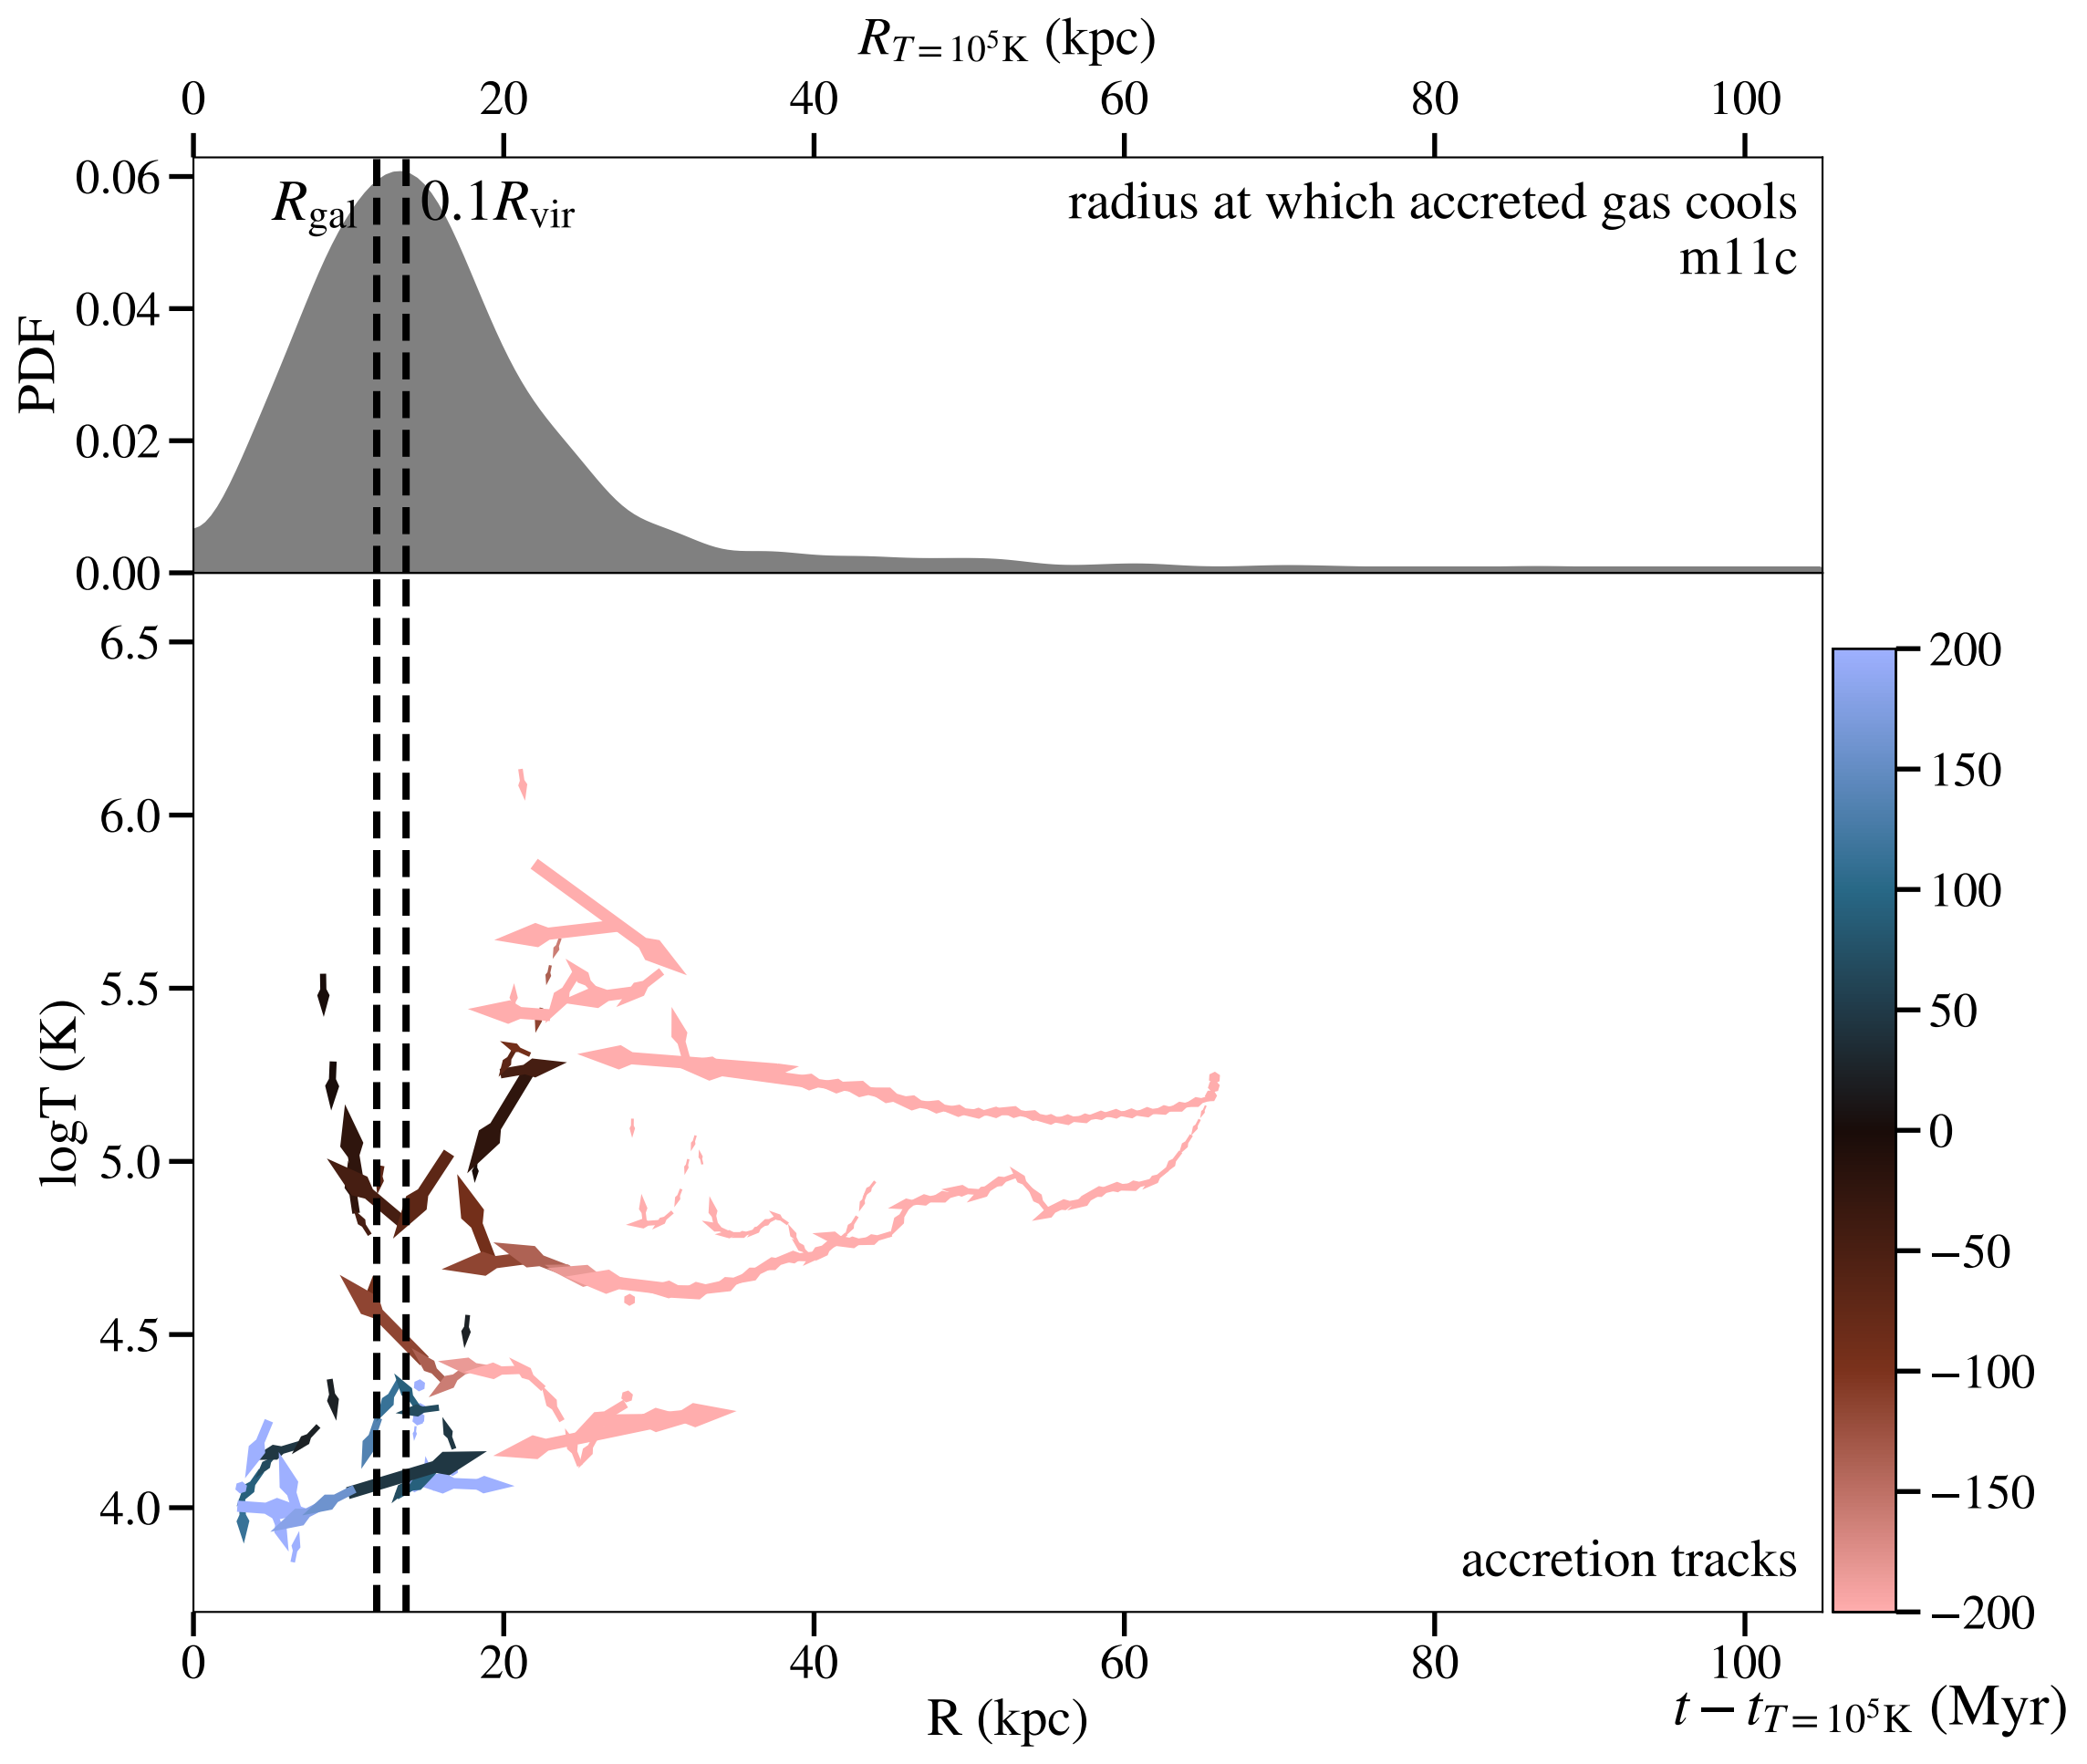 R_{T=10^5K} (kpc)
0 20 40 60 80 100
PDF
0.06
0.04
0.02
0.00
R_gal
0.1R_vir
radius at which accreted gas cools
m11c
logT (K)
6.5
6.0
5.5
5.0
4.5
4.0
accretion tracks
200
150
100
50
0
−50
−100
−150
−200
0 20 40 60 80 100
R (kpc)
t − t_{T=10^5K} (Myr)